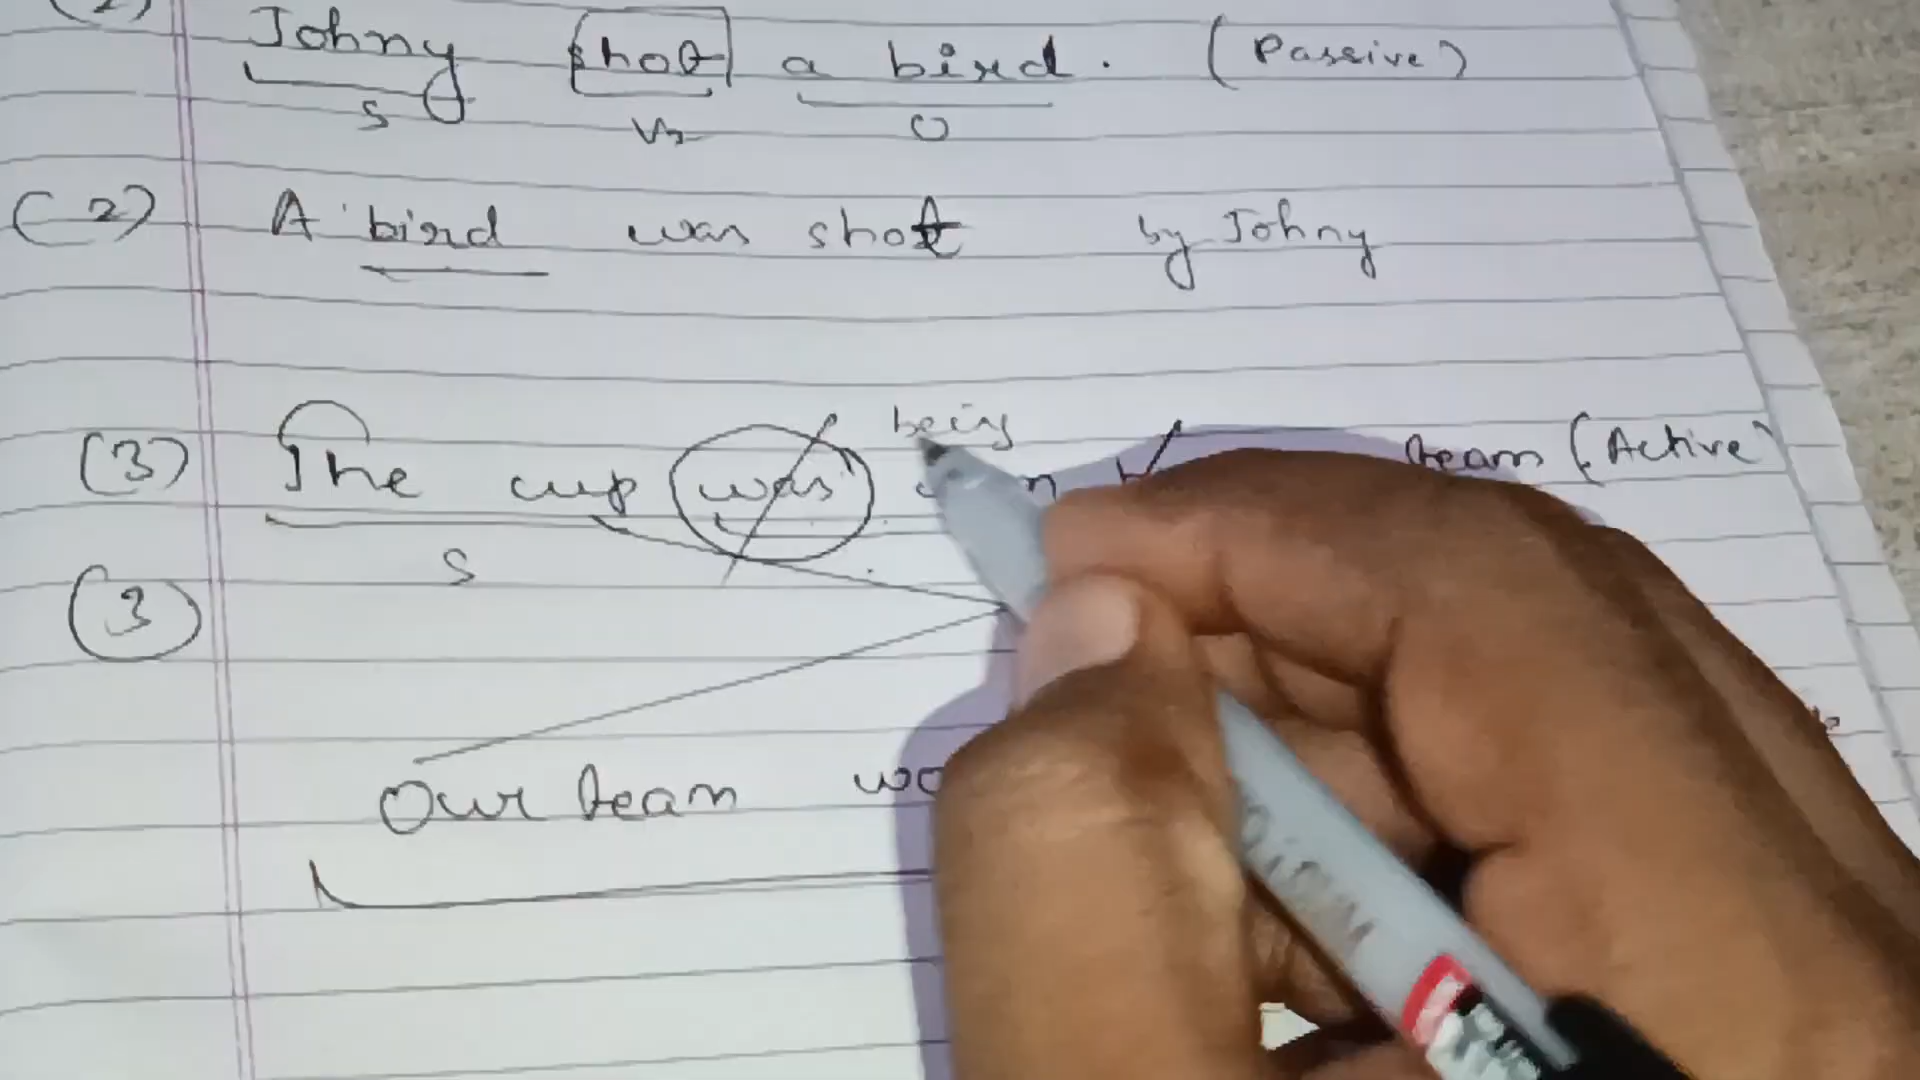 Johny shot a bird. (Passive)
S V₂ O
(2) A bird was shot by Johny
being
(3) The cup was team (Active
S
(3)
Our team